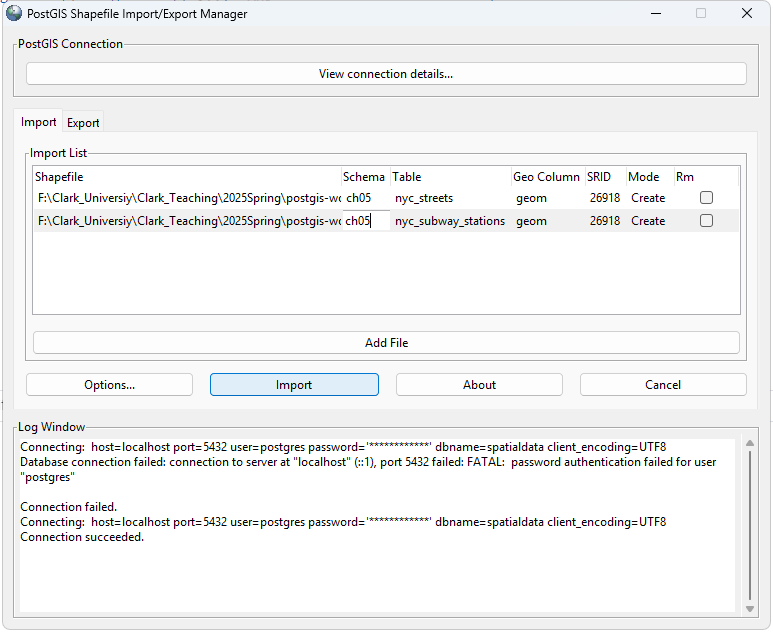 PostGIS Shapefile Import/Export Manager
PostGIS Connection
View connection details...
Import Export
Import List
Shapefile Schema Table Geo Column SRID Mode Rm
F:\Clark_Universiy\Clark_Teaching\2025Spring\postgis-wo ch05 nyc_streets geom 26918 Create
F:\Clark_Universiy\Clark_Teaching\2025Spring\postgis-wo ch05 nyc_subway_stations geom 26918 Create
Add File
Options... Import About Cancel
Log Window
Connecting: host=localhost port=5432 user=postgres password='************' dbname=spatialdata client_encoding=UTF8
Database connection failed: connection to server at "localhost" (::1), port 5432 failed: FATAL: password authentication failed for user
"postgres"
Connection failed.
Connecting: host=localhost port=5432 user=postgres password='************' dbname=spatialdata client_encoding=UTF8
Connection succeeded.